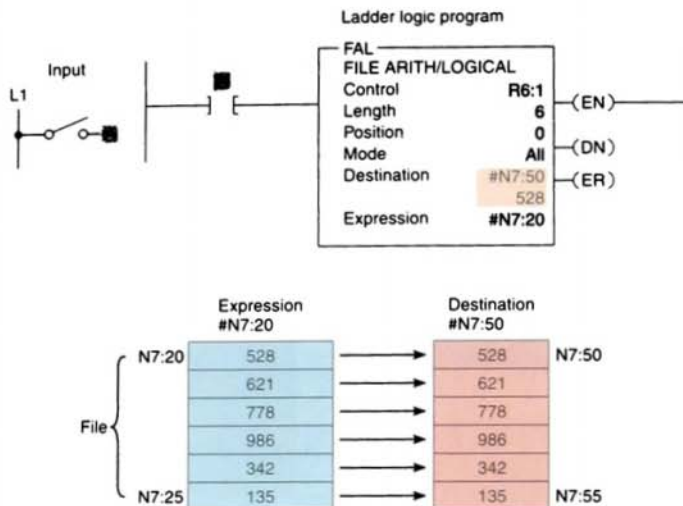 Ladder logic program
Input
L1
FAL
FILE ARITH/LOGICAL
Control R6:1
Length 6
Position 0
Mode All
Destination #N7:50
528
Expression #N7:20
(EN)
(DN)
(ER)
Expression
#N7:20
Destination
#N7:50
N7:20 528 528 N7:50
621 621
778 778
File 986 986
342 342
N7:25 135 135 N7:55